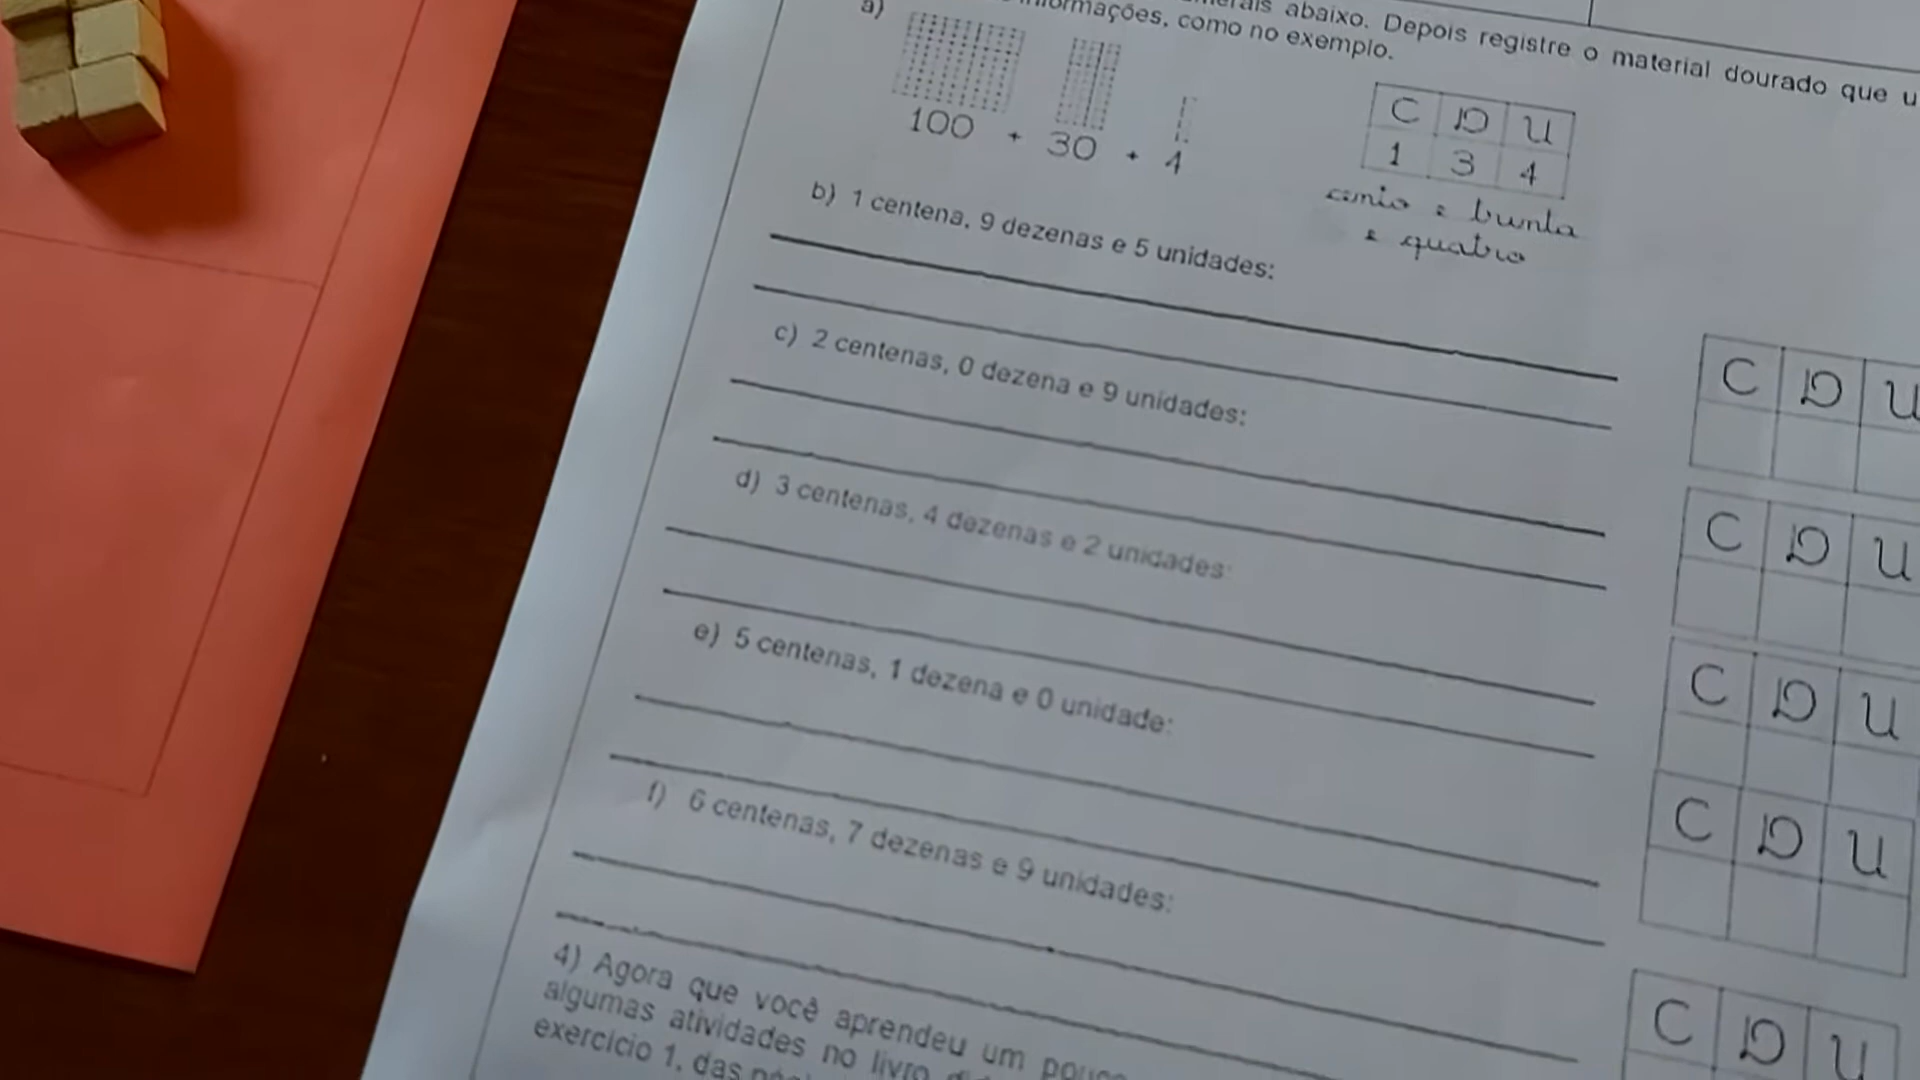 abaixo. Depois registre o material dourado que
como no exemplo.
a)
100 + 30 + 4
C D U
1 3 4
cento e trinta
e quatro
b) 1 centena, 9 dezenas e 5 unidades:
C D U
c) 2 centenas, 0 dezena e 9 unidades:
C D U
d) 3 centenas, 4 dezenas e 2 unidades:
C D U
e) 5 centenas, 1 dezena e 0 unidade:
C D U
f) 6 centenas, 7 dezenas e 9 unidades:
C D U
4) Agora que você aprendeu um pouco
algumas atividades no livro
exercício 1, das